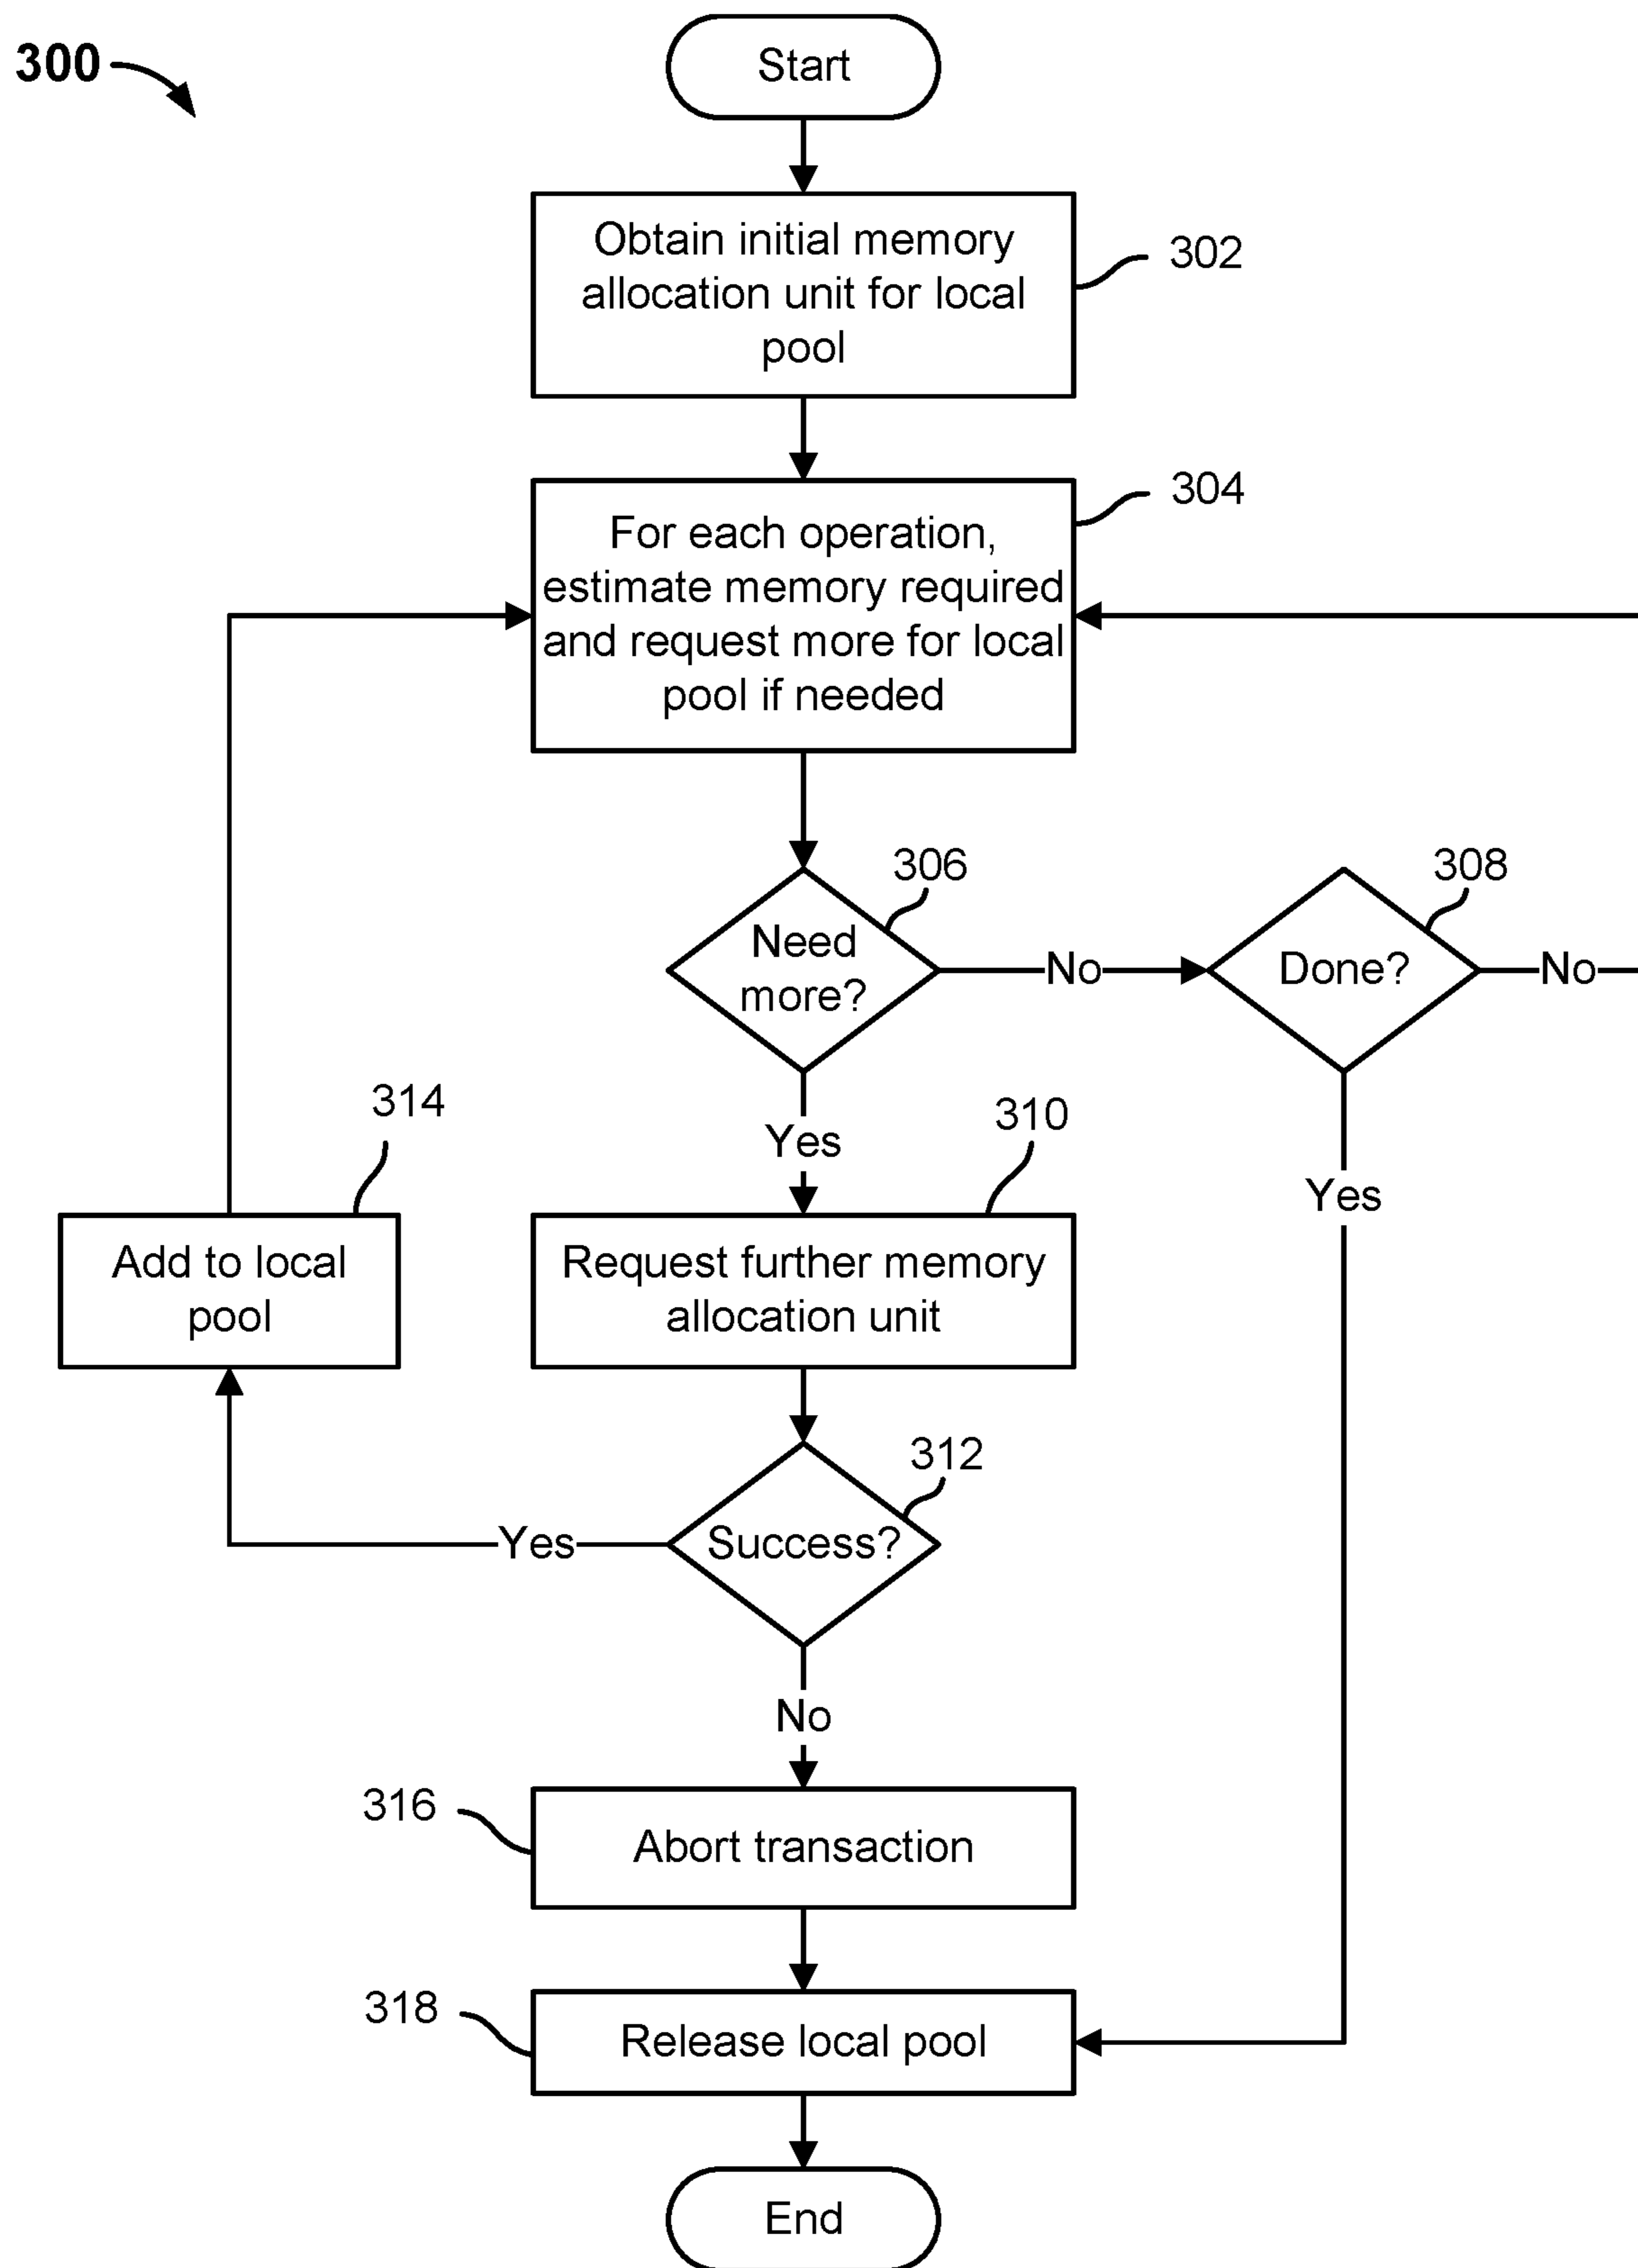 300
Start
Obtain initial memory
allocation unit for local
pool
302
304
For each operation,
estimate memory required
and request more for local
pool if needed
306
308
Need
more?
No
Done?
No
314
310
Yes
Yes
Add to local
pool
Request further memory
allocation unit
312
Yes
Success?
No
316
Abort transaction
318
Release local pool
End